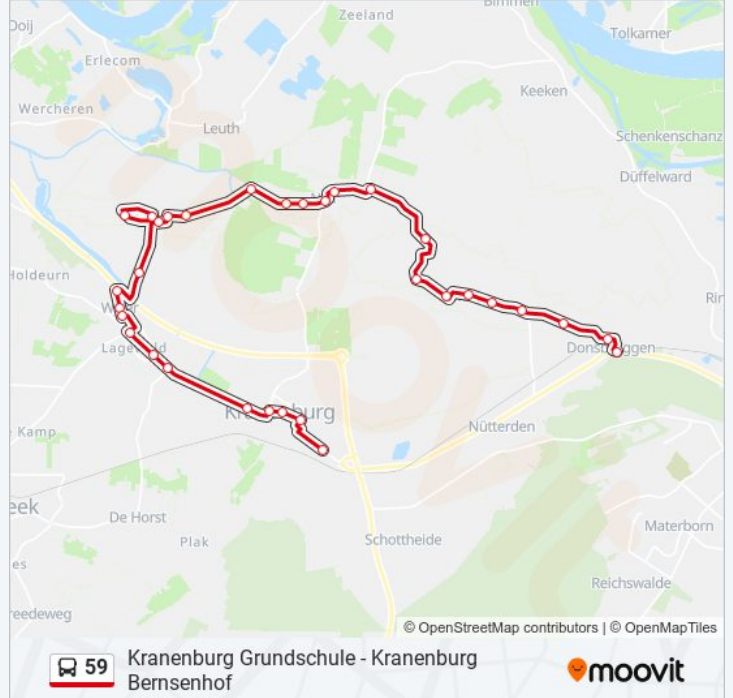 Zeeland
Tolkamer
Erlecom
Keeken
Wercheren
Leuth
Schenkenschanz
Düffelward
Holdeurn
Donsbrüggen
Kranenburg
Nütterden
Kamp
De Horst
Plak
Schottheide
Materborn
Reichswalde
© OpenStreetMap contributors | © OpenMapTiles
59
Kranenburg Grundschule - Kranenburg
Bernsenhof
moovit